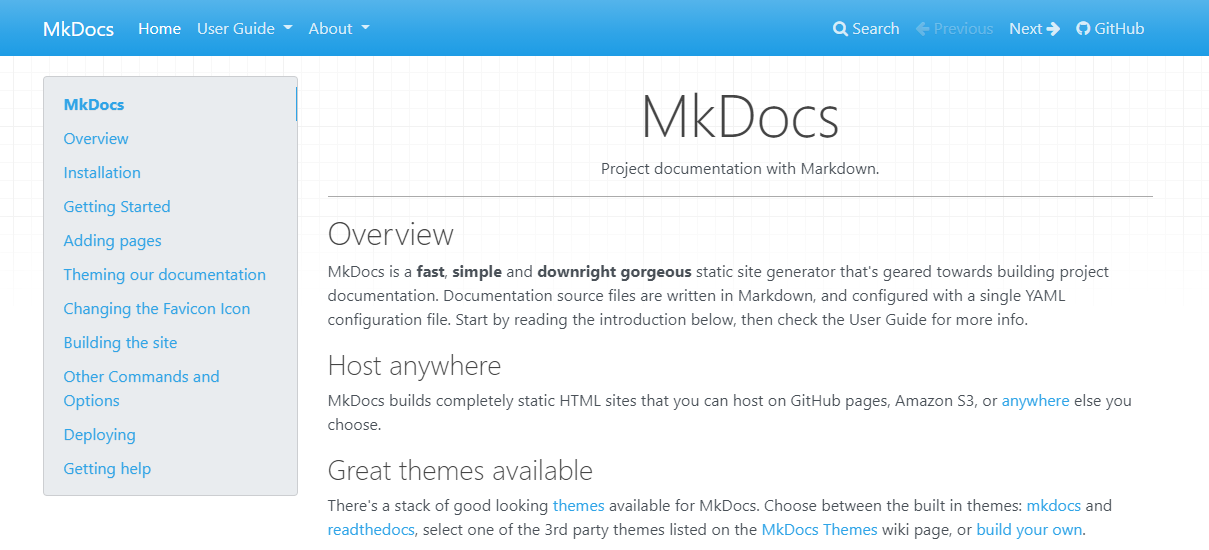 MkDocs Home User Guide About Search Previous Next GitHub
MkDocs
Overview
Installation
Getting Started
Adding pages
Theming our documentation
Changing the Favicon Icon
Building the site
Other Commands and
Options
Deploying
Getting help
MkDocs
Project documentation with Markdown.
Overview
MkDocs is a fast, simple and downright gorgeous static site generator that's geared towards building project
documentation. Documentation source files are written in Markdown, and configured with a single YAML
configuration file. Start by reading the introduction below, then check the User Guide for more info.
Host anywhere
MkDocs builds completely static HTML sites that you can host on GitHub pages, Amazon S3, or anywhere else you
choose.
Great themes available
There's a stack of good looking themes available for MkDocs. Choose between the built in themes: mkdocs and
readthedocs, select one of the 3rd party themes listed on the MkDocs Themes wiki page, or build your own.